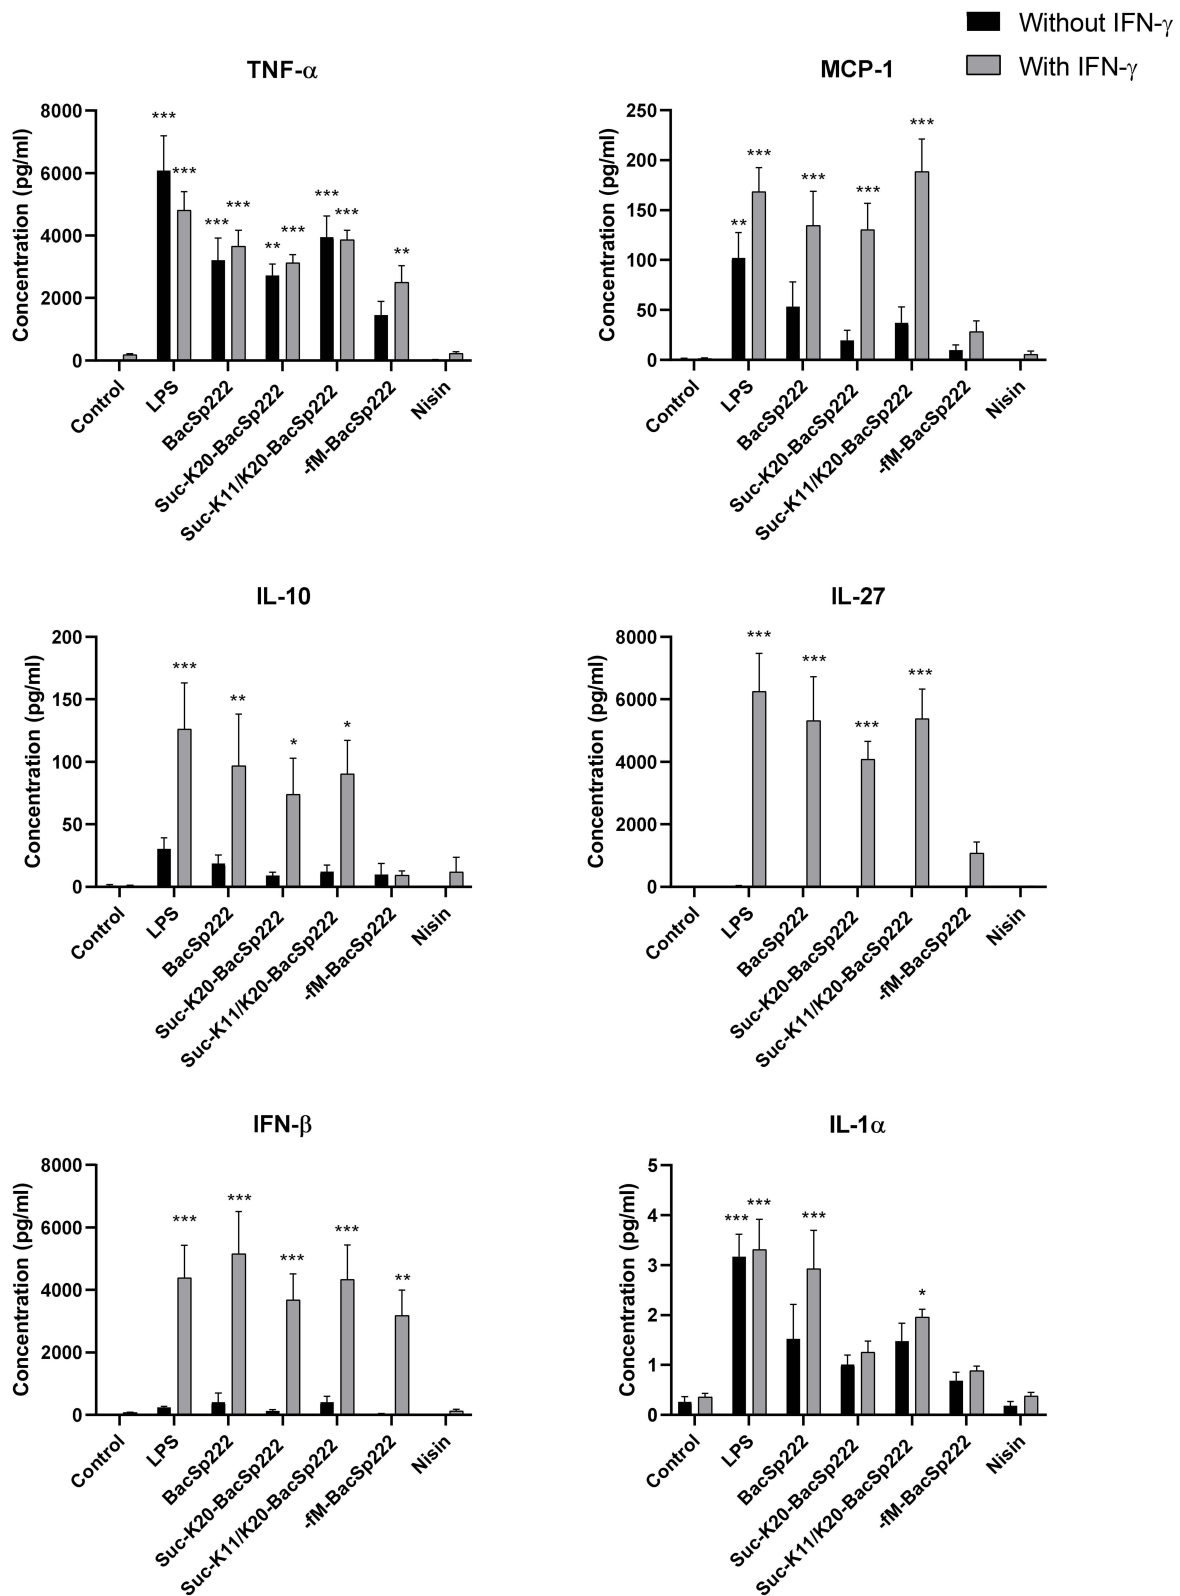 Without IFN-γ
With IFN-γ
TNF-α
Concentration (pg/ml)
8000
6000
4000
2000
0
***
***
***
***
**
***
***
***
**
Control
LPS
BacSp222
Suc-K20-BacSp222
Suc-K11/K20-BacSp222
-fM-BacSp222
Nisin
MCP-1
Concentration (pg/ml)
250
200
150
100
50
0
**
***
***
***
***
Control
LPS
BacSp222
Suc-K20-BacSp222
Suc-K11/K20-BacSp222
-fM-BacSp222
Nisin
IL-10
Concentration (pg/ml)
200
150
100
50
0
***
**
*
*
Control
LPS
BacSp222
Suc-K20-BacSp222
Suc-K11/K20-BacSp222
-fM-BacSp222
Nisin
IL-27
Concentration (pg/ml)
8000
6000
4000
2000
0
***
***
***
***
Control
LPS
BacSp222
Suc-K20-BacSp222
Suc-K11/K20-BacSp222
-fM-BacSp222
Nisin
IFN-β
Concentration (pg/ml)
8000
6000
4000
2000
0
***
***
***
***
**
Control
LPS
BacSp222
Suc-K20-BacSp222
Suc-K11/K20-BacSp222
-fM-BacSp222
Nisin
IL-1α
Concentration (pg/ml)
5
4
3
2
1
0
***
***
***
*
Control
LPS
BacSp222
Suc-K20-BacSp222
Suc-K11/K20-BacSp222
-fM-BacSp222
Nisin